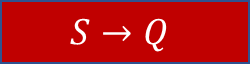 S → Q